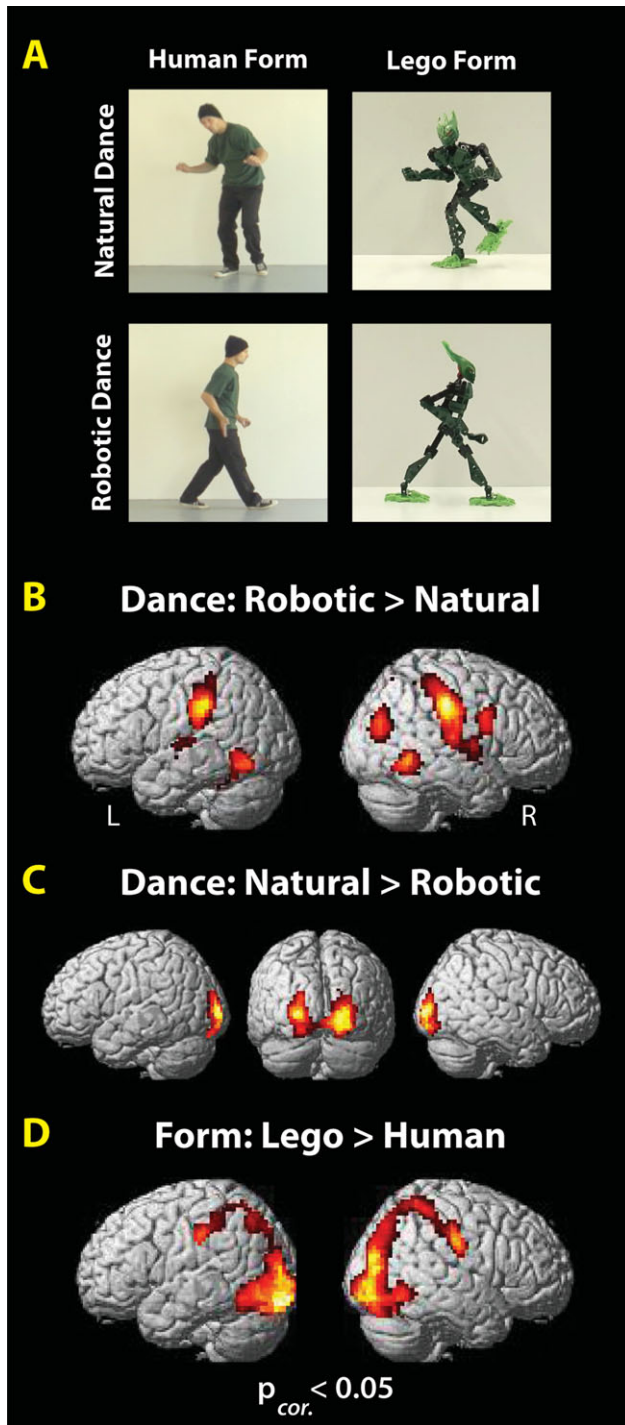 A
Human Form
Lego Form
Natural Dance
Robotic Dance
B
Dance: Robotic > Natural
L
R
C
Dance: Natural > Robotic
D
Form: Lego > Human
p cor. < 0.05